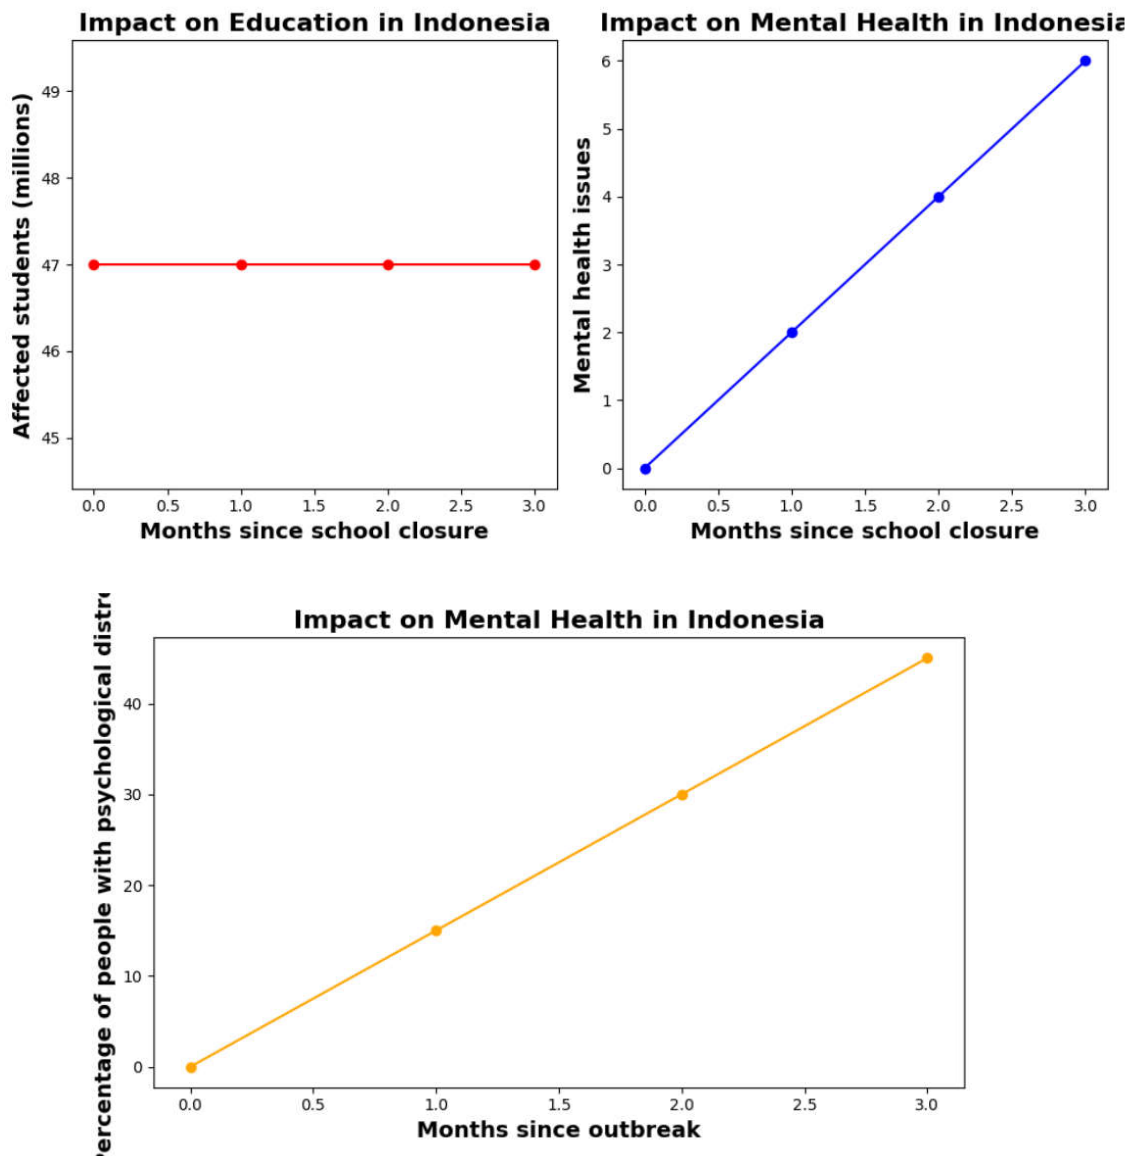 Impact on Education in Indonesia
Affected students (millions)
49
48
47
46
45
0.0 0.5 1.0 1.5 2.0 2.5 3.0
Months since school closure
Impact on Mental Health in Indonesia
Mental health issues
6
5
4
3
2
1
0
0.0 0.5 1.0 1.5 2.0 2.5 3.0
Months since school closure
Impact on Mental Health in Indonesia
Percentage of people with psychological distre
40
30
20
10
0
0.0 0.5 1.0 1.5 2.0 2.5 3.0
Months since outbreak